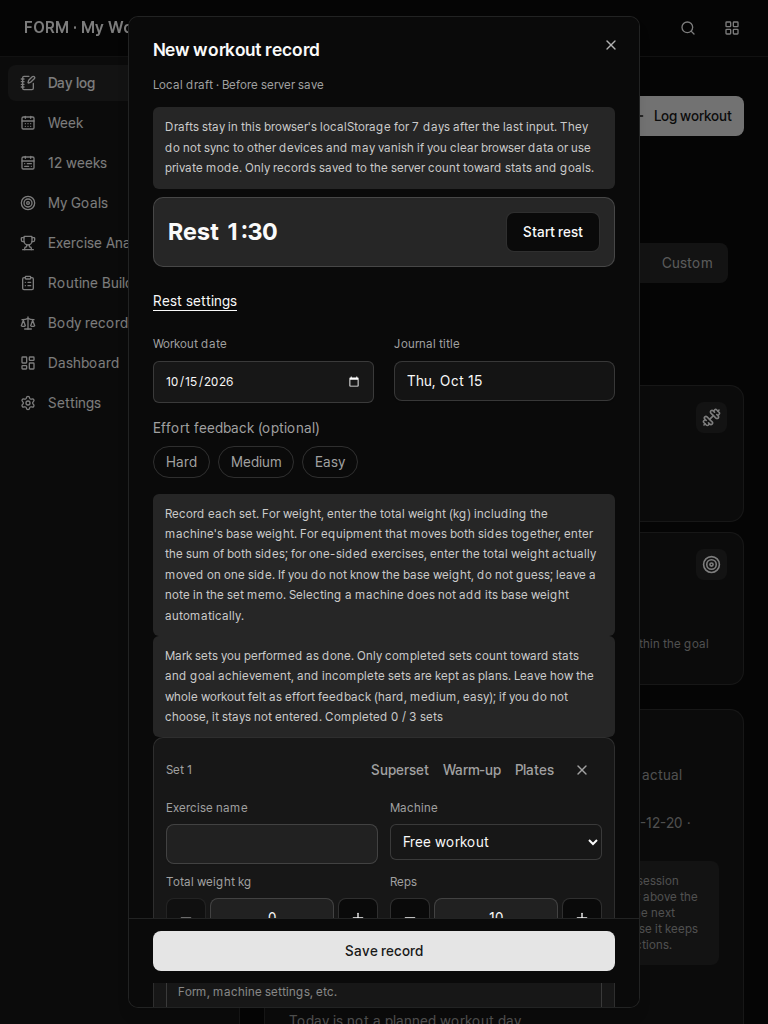 FORM · My Wo
New workout record
Local draft · Before server save
Drafts stay in this browser's localStorage for 7 days after the last input. They
do not sync to other devices and may vanish if you clear browser data or use
private mode. Only records saved to the server count toward stats and goals.
Rest 1:30
Start rest
Rest settings
Workout date
Journal title
10/15/2026
Thu, Oct 15
Effort feedback (optional)
Hard
Medium
Easy
Record each set. For weight, enter the total weight (kg) including the
machine's base weight. For equipment that moves both sides together, enter
the sum of both sides; for one-sided exercises, enter the total weight actually
moved on one side. If you do not know the base weight, do not guess; leave a
note in the set memo. Selecting a machine does not add its base weight
automatically.
Mark sets you performed as done. Only completed sets count toward stats
and goal achievement, and incomplete sets are kept as plans. Leave how the
whole workout felt as effort feedback (hard, medium, easy); if you do not
choose, it stays not entered. Completed 0 / 3 sets
Set 1
Superset
Warm-up
Plates
Exercise name
Machine
Free workout
Total weight kg
Reps
0
10
Save record
Form, machine settings, etc.
Day log
Week
12 weeks
My Goals
Exercise Ana
Routine Buil
Body record
Dashboard
Settings
Log workout
Custom
thin the goal
actual
-12-20 ·
session
above the
e next
se it keeps
ctions.
Today is not a planned workout day